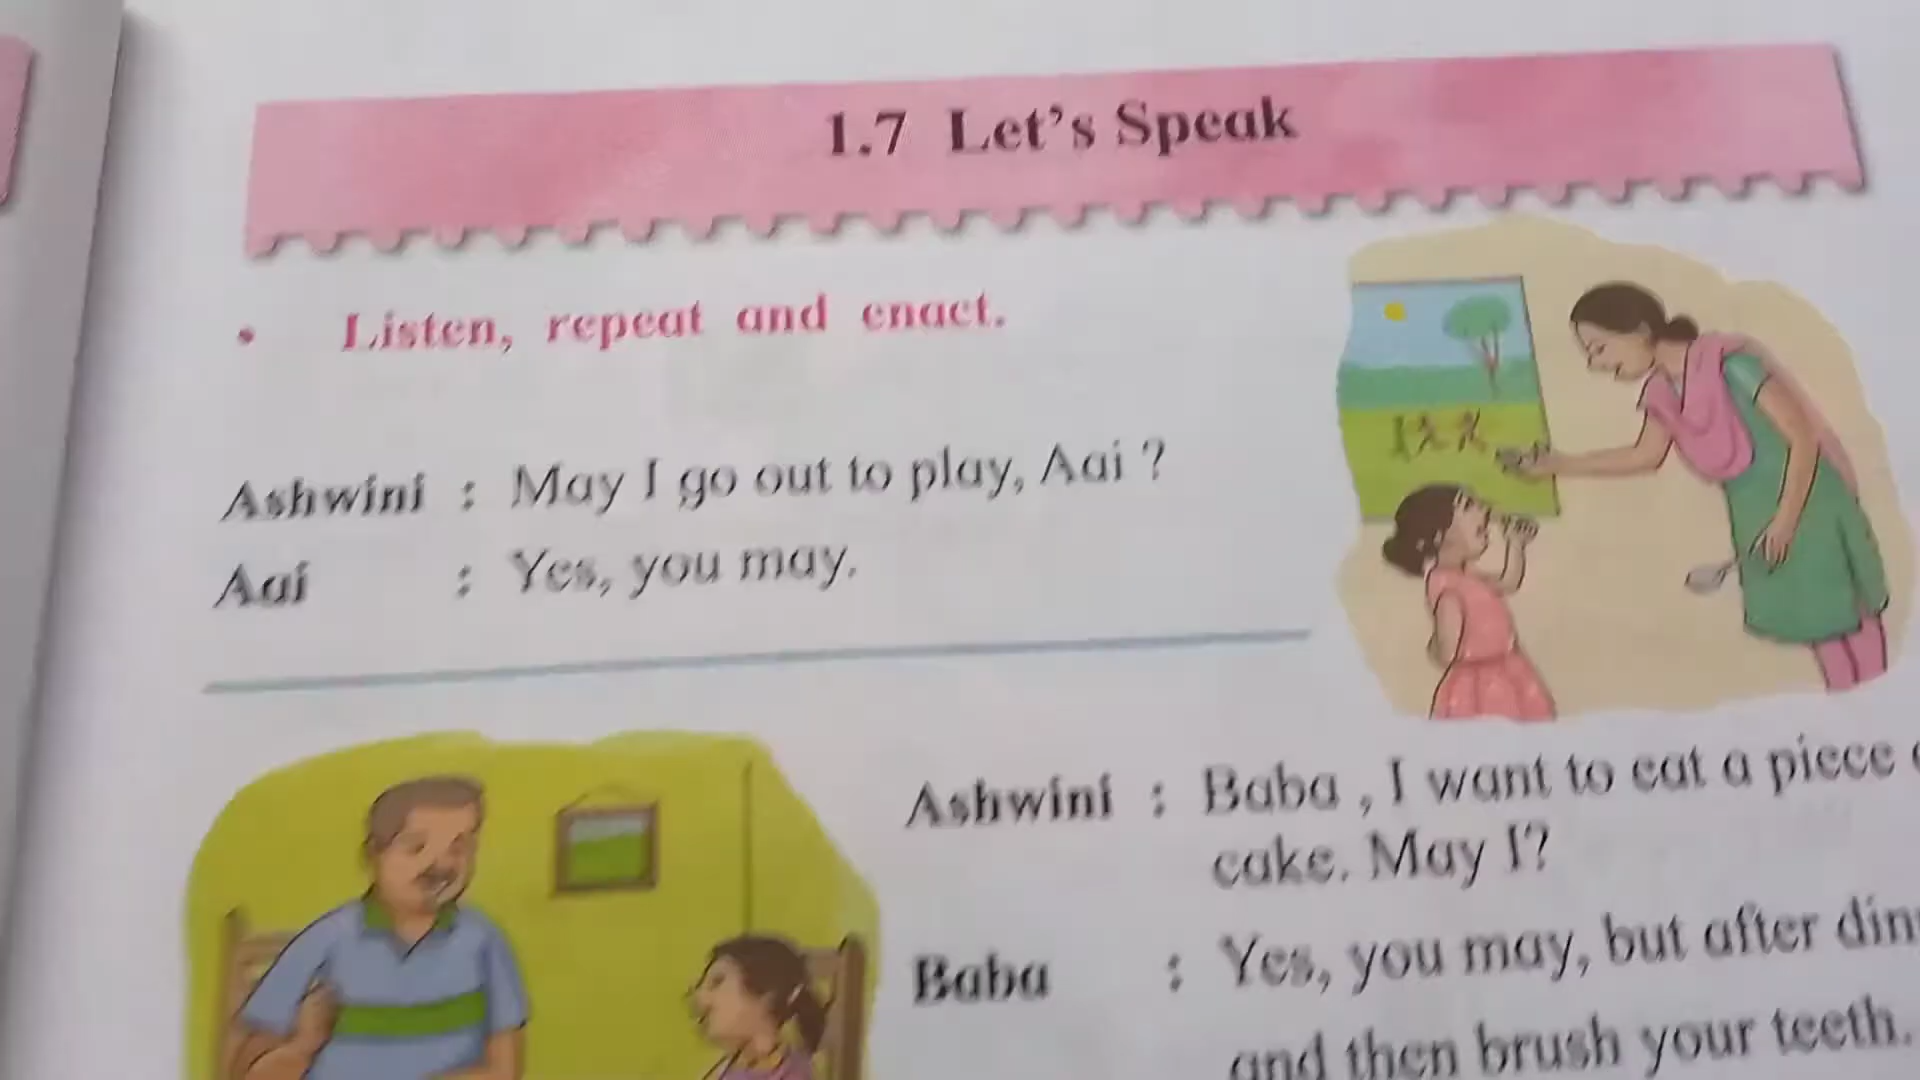 1.7 Let's Speak
• Listen, repeat and enact.
Ashwini : May I go out to play, Aai ?
Aai : Yes, you may.
Ashwini : Baba , I want to eat a piece
cake. May I?
Baba : Yes, you may, but after
and then brush your teeth.